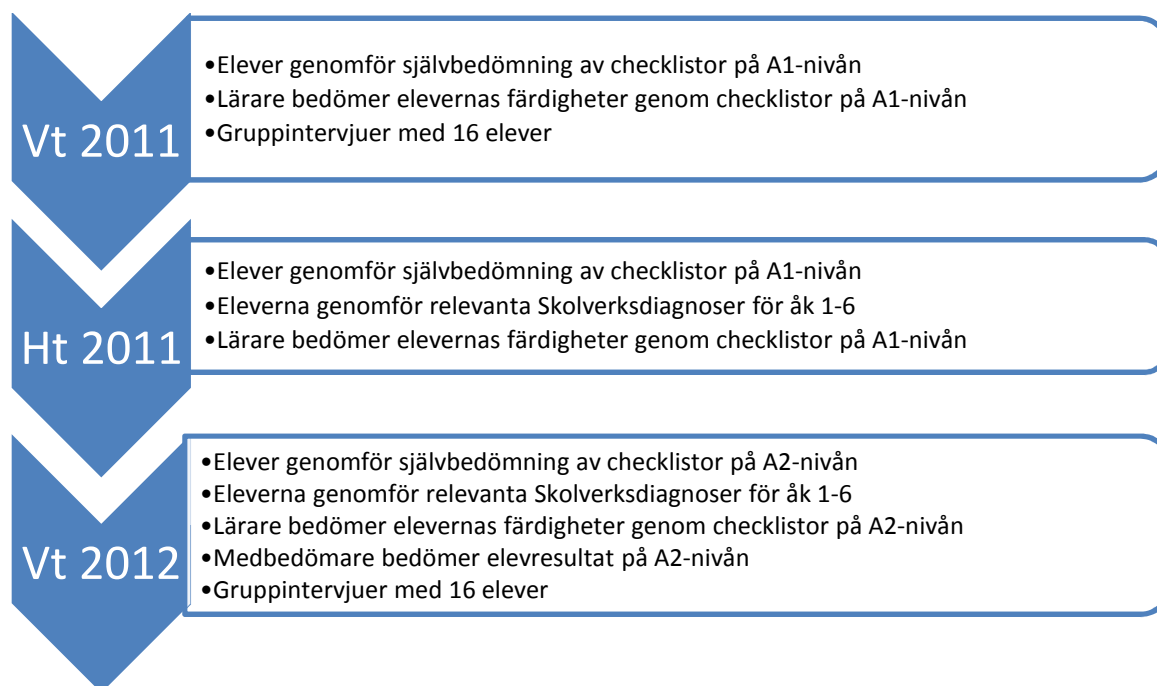 Vt 2011
•Elever genomför självbedömning av checklistor på A1-nivån
•Lärare bedömer elevernas färdigheter genom checklistor på A1-nivån
•Gruppintervjuer med 16 elever
Ht 2011
•Elever genomför självbedömning av checklistor på A1-nivån
•Eleverna genomför relevanta Skolverksdiagnoser för åk 1-6
•Lärare bedömer elevernas färdigheter genom checklistor på A1-nivån
Vt 2012
•Elever genomför självbedömning av checklistor på A2-nivån
•Eleverna genomför relevanta Skolverksdiagnoser för åk 1-6
•Lärare bedömer elevernas färdigheter genom checklistor på A2-nivån
•Medbedömare bedömer elevresultat på A2-nivån
•Gruppintervjuer med 16 elever